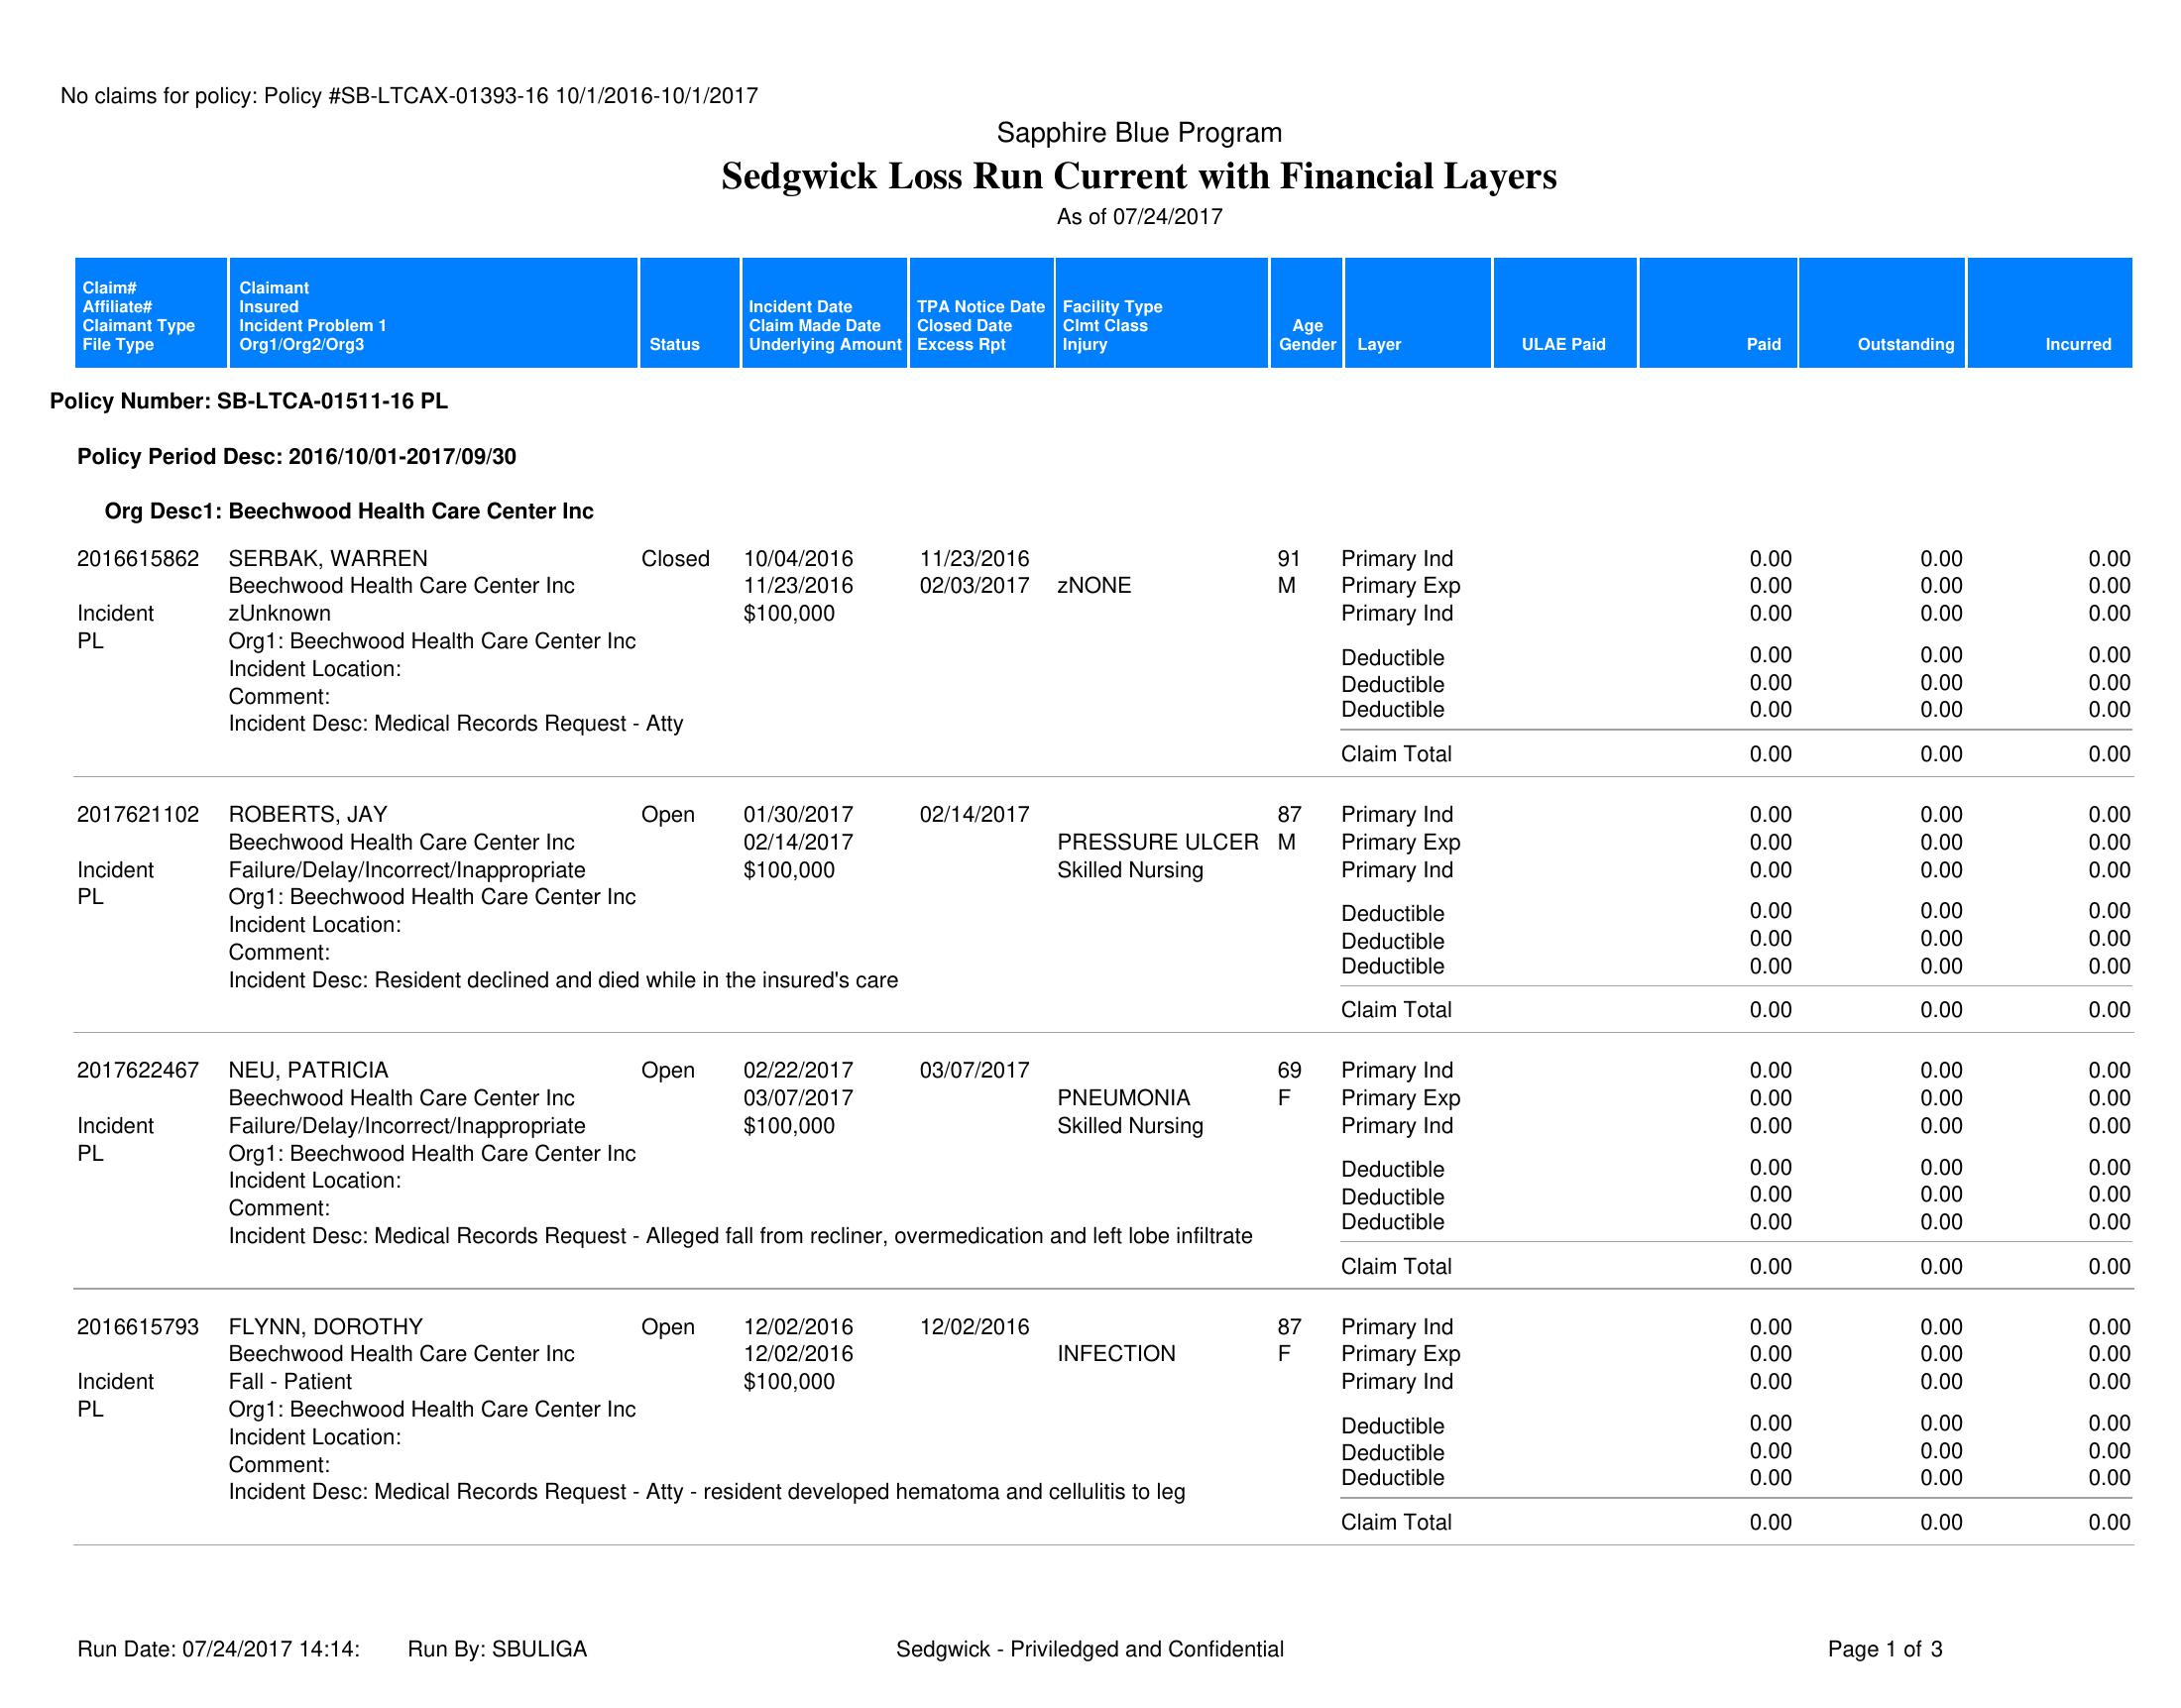 No claims for policy: Policy #SB-LTCAX-01393-16 10/1/2016-10/1/2017
Sapphire Blue Program
Sedgwick Loss Run Current with Financial Layers
As of 07/24/2017
Claim#
Affiliate#
Claimant Type
File Type
Claimant
Insured
Incident Problem 1
Org1/Org2/Org3
Status
Incident Date
Claim Made Date
Underlying Amount
TPA Notice Date
Closed Date
Excess Rpt
Facility Type
Clmt Class
Injury
Age
Gender
Layer
ULAE Paid
Paid
Outstanding
Incurred
Policy Number: SB-LTCA-01511-16 PL
Policy Period Desc: 2016/10/01-2017/09/30
Org Desc1: Beechwood Health Care Center Inc
2016615862 SERBAK, WARREN Closed 10/04/2016 11/23/2016 91 Primary Ind 0.00 0.00 0.00
Beechwood Health Care Center Inc 11/23/2016 02/03/2017 zNONE M Primary Exp 0.00 0.00 0.00
Incident zUnknown $100,000 Primary Ind 0.00 0.00 0.00
PL Org1: Beechwood Health Care Center Inc
Deductible 0.00 0.00 0.00
Incident Location:
Deductible 0.00 0.00 0.00
Comment:
Deductible 0.00 0.00 0.00
Incident Desc: Medical Records Request - Atty
Claim Total 0.00 0.00 0.00
2017621102 ROBERTS, JAY Open 01/30/2017 02/14/2017 87 Primary Ind 0.00 0.00 0.00
Beechwood Health Care Center Inc 02/14/2017 PRESSURE ULCER M Primary Exp 0.00 0.00 0.00
Incident Failure/Delay/Incorrect/Inappropriate $100,000 Skilled Nursing Primary Ind 0.00 0.00 0.00
PL Org1: Beechwood Health Care Center Inc
Deductible 0.00 0.00 0.00
Incident Location:
Deductible 0.00 0.00 0.00
Comment:
Deductible 0.00 0.00 0.00
Incident Desc: Resident declined and died while in the insured's care
Claim Total 0.00 0.00 0.00
2017622467 NEU, PATRICIA Open 02/22/2017 03/07/2017 69 Primary Ind 0.00 0.00 0.00
Beechwood Health Care Center Inc 03/07/2017 PNEUMONIA F Primary Exp 0.00 0.00 0.00
Incident Failure/Delay/Incorrect/Inappropriate $100,000 Skilled Nursing Primary Ind 0.00 0.00 0.00
PL Org1: Beechwood Health Care Center Inc
Deductible 0.00 0.00 0.00
Incident Location:
Deductible 0.00 0.00 0.00
Comment:
Deductible 0.00 0.00 0.00
Incident Desc: Medical Records Request - Alleged fall from recliner, overmedication and left lobe infiltrate
Claim Total 0.00 0.00 0.00
2016615793 FLYNN, DOROTHY Open 12/02/2016 12/02/2016 87 Primary Ind 0.00 0.00 0.00
Beechwood Health Care Center Inc 12/02/2016 INFECTION F Primary Exp 0.00 0.00 0.00
Incident Fall - Patient $100,000 Primary Ind 0.00 0.00 0.00
PL Org1: Beechwood Health Care Center Inc
Deductible 0.00 0.00 0.00
Incident Location:
Deductible 0.00 0.00 0.00
Comment:
Deductible 0.00 0.00 0.00
Incident Desc: Medical Records Request - Atty - resident developed hematoma and cellulitis to leg
Claim Total 0.00 0.00 0.00
Run Date: 07/24/2017 14:14: Run By: SBULIGA Sedgwick - Priviledged and Confidential Page 1 of 3